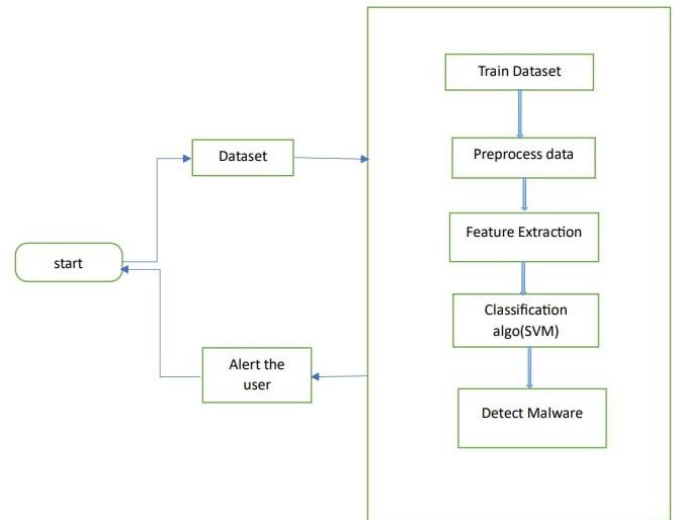 start
Dataset
Train Dataset
Preprocess data
Feature Extraction
Classification
algo(SVM)
Detect Malware
Alert the
user